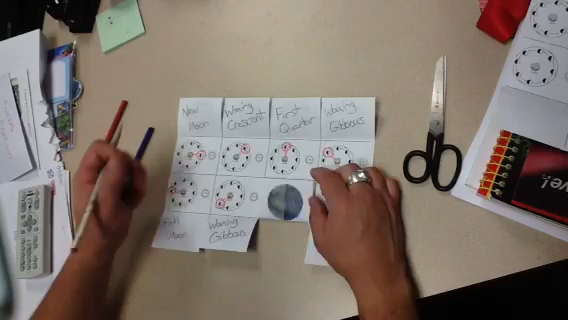 New
Moon
Waxing
Crescent
First
Quarter
Waxing
Gibbous
Full
Moon
Waning
Gibbous